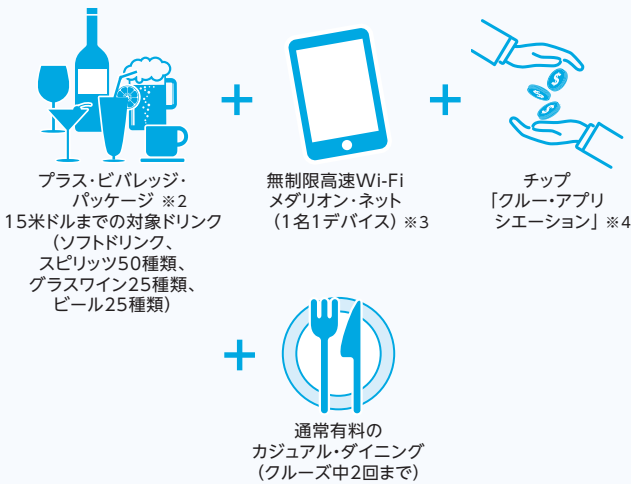 プラス・ビバレッジ・
パッケージ ※2
15米ドルまでの対象ドリンク
(ソフトドリンク、
スピリッツ50種類、
グラスワイン25種類、
ビール25種類)
無制限高速Wi-Fi
メダリオン・ネット
(1名1デバイス) ※3
チップ
「クルー・アプリ
シエーション」 ※4
通常有料の
カジュアル・ダイニング
(クルーズ中2回まで)